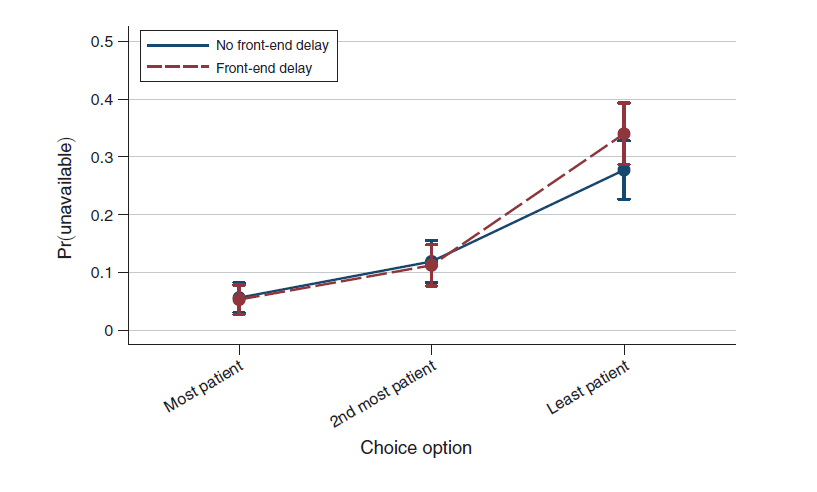 No front-end delay
Front-end delay
0.5
0.4
0.3
0.2
0.1
0
Pr(unavailable)
Most patient
2nd most patient
Least patient
Choice option